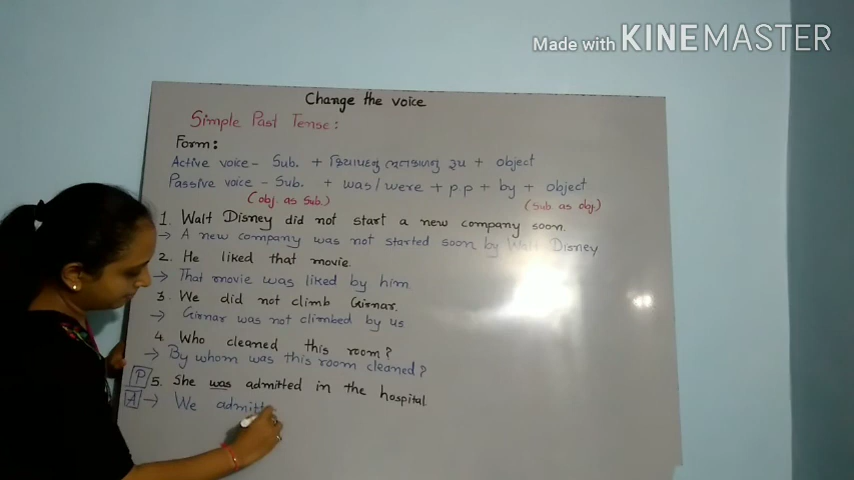 Made with KINEMASTER
Change the voice
Simple Past Tense:
Form:
Active voice - Sub. + ક્રિયાપદનું ભૂતકાળનું રૂપ + object
Passive voice - Sub. + was/were + p.p + by + object
(obj. as Sub.) (Sub as obj.)
1. Walt Disney did not start a new company soon.
→ A new company was not started soon by Walt Disney
2. He liked that movie
→ That movie was liked by him
3. We did not climb Girnar.
→ Girnar was not climbed by us
4. Who cleaned this room?
→ By whom was this room cleaned?
P 5. She was admitted in the hospital.
A → We admitt